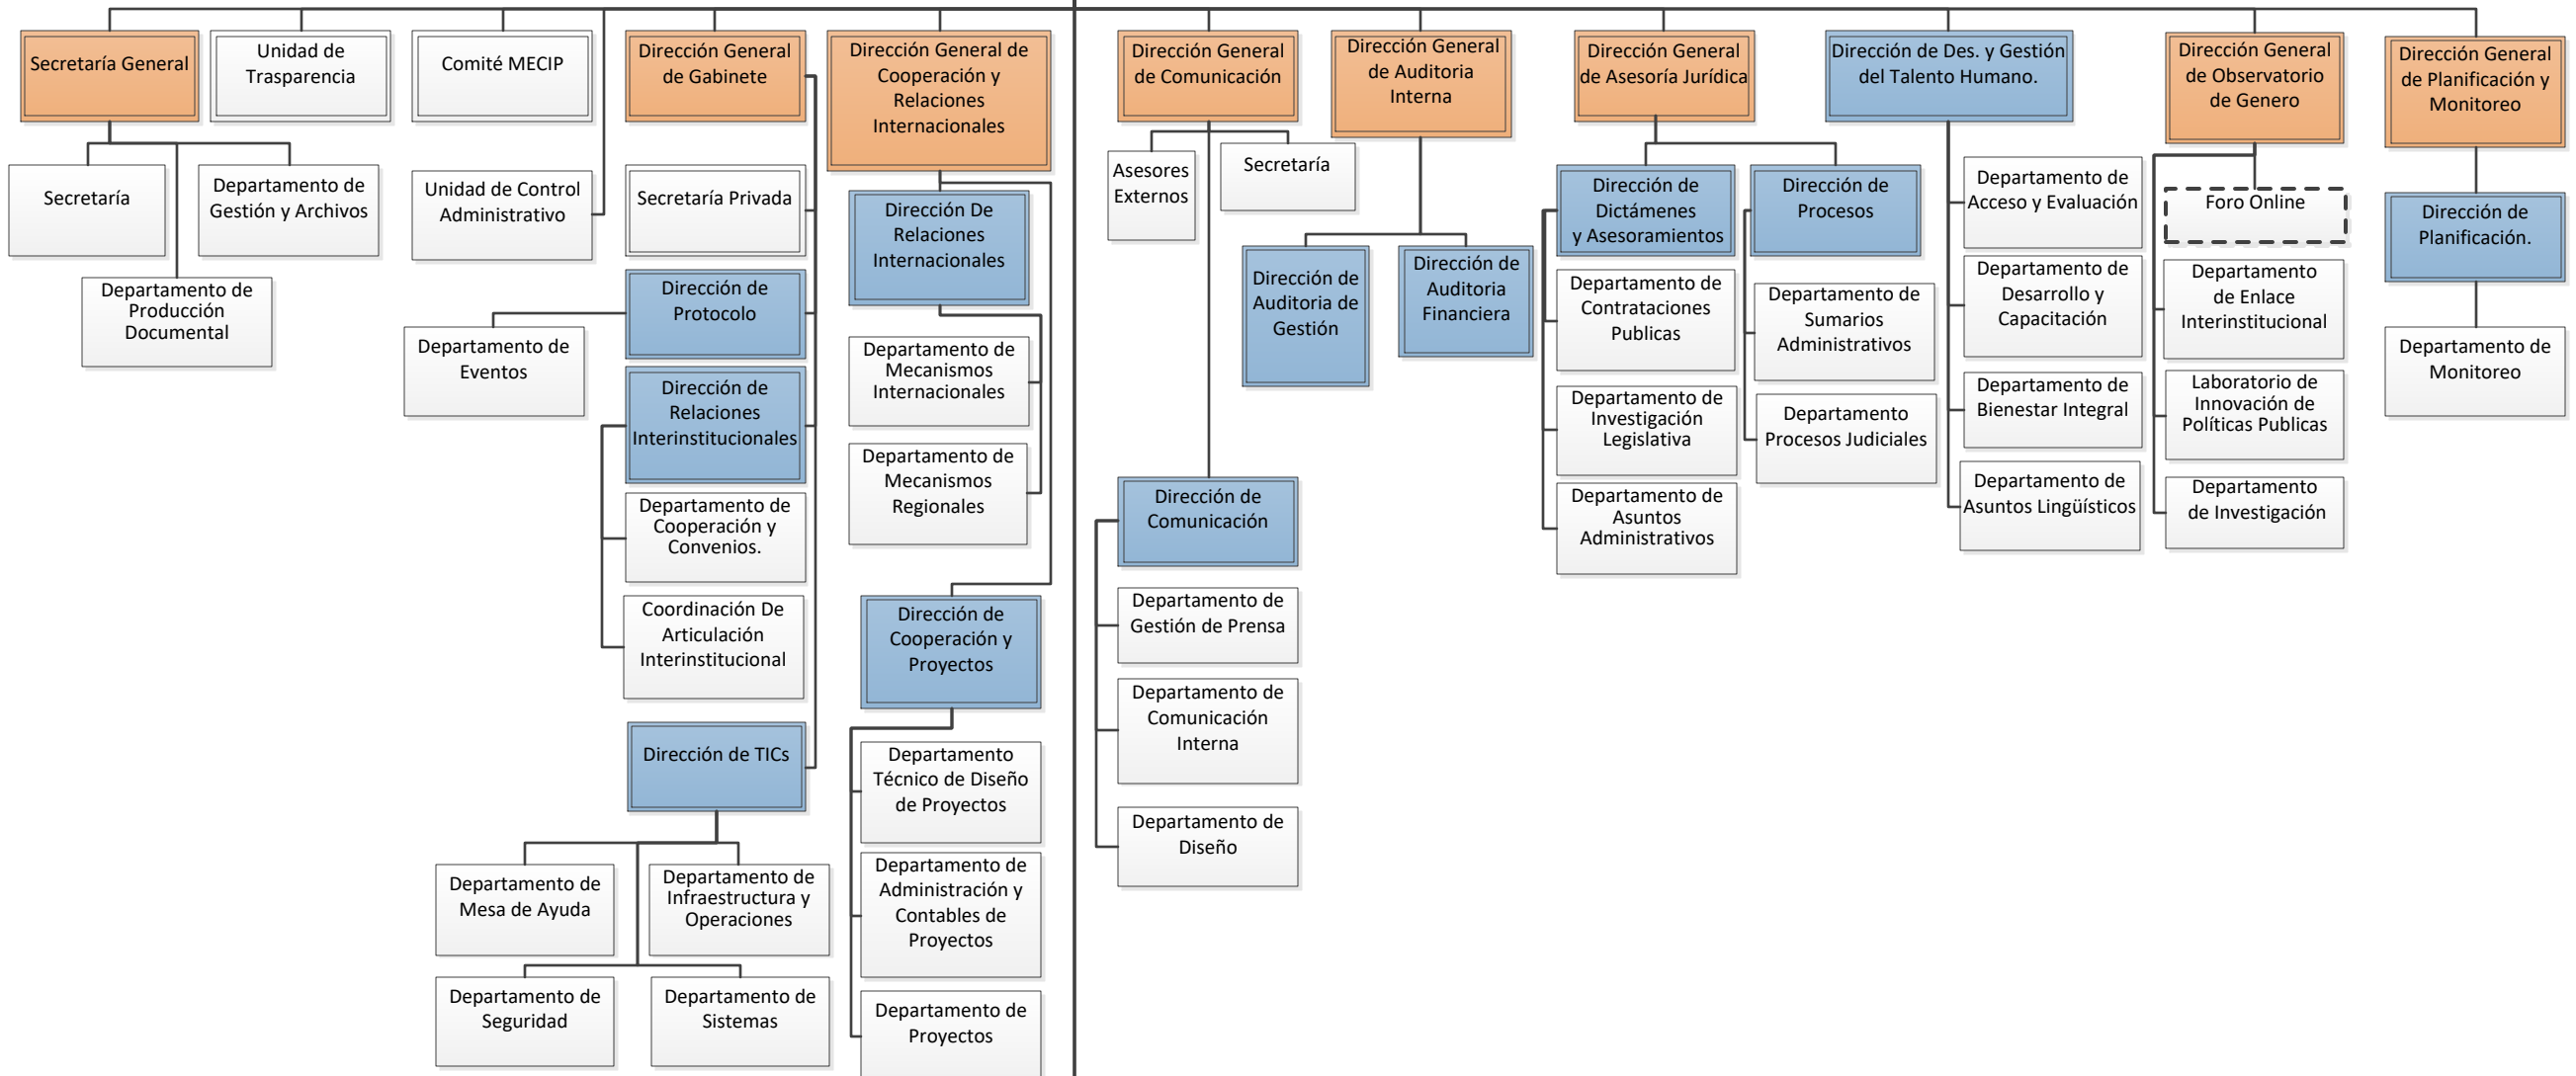 Secretaría General
Unidad de
Trasparencia
Comité MECIP
Dirección General
de Gabinete
Dirección General de
Cooperación y
Relaciones
Internacionales
Dirección General
de Comunicación
Dirección General
de Auditoria
Interna
Dirección General
de Asesoría Jurídica
Dirección de Des. y Gestión
del Talento Humano.
Dirección General
de Observatorio
de Genero
Dirección General
de Planificación y
Monitoreo
Secretaría
Departamento de
Gestión y Archivos
Departamento de
Producción
Documental
Unidad de Control
Administrativo
Secretaría Privada
Dirección de
Protocolo
Departamento de
Eventos
Dirección de
Relaciones
Interinstitucionales
Departamento de
Cooperación y
Convenios.
Coordinación De
Articulación
Interinstitucional
Dirección de TICs
Departamento de
Mesa de Ayuda
Departamento de
Infraestructura y
Operaciones
Departamento de
Seguridad
Departamento de
Sistemas
Dirección De
Relaciones
Internacionales
Departamento de
Mecanismos
Internacionales
Departamento de
Mecanismos
Regionales
Dirección de
Cooperación y
Proyectos
Departamento
Técnico de Diseño
de Proyectos
Departamento de
Administración y
Contables de
Proyectos
Departamento de
Proyectos
Asesores
Externos
Secretaría
Dirección de
Comunicación
Departamento de
Gestión de Prensa
Departamento de
Comunicación
Interna
Departamento de
Diseño
Dirección de
Auditoria de
Gestión
Dirección de
Auditoria
Financiera
Dirección de
Dictámenes
y Asesoramientos
Departamento de
Contrataciones
Publicas
Departamento de
Investigación
Legislativa
Departamento de
Asuntos
Administrativos
Dirección de
Procesos
Departamento de
Sumarios
Administrativos
Departamento
Procesos Judiciales
Departamento de
Acceso y Evaluación
Departamento de
Desarrollo y
Capacitación
Departamento de
Bienestar Integral
Departamento de
Asuntos Lingüísticos
Foro Online
Departamento
de Enlace
Interinstitucional
Laboratorio de
Innovación de
Políticas Publicas
Departamento
de Investigación
Dirección de
Planificación.
Departamento de
Monitoreo